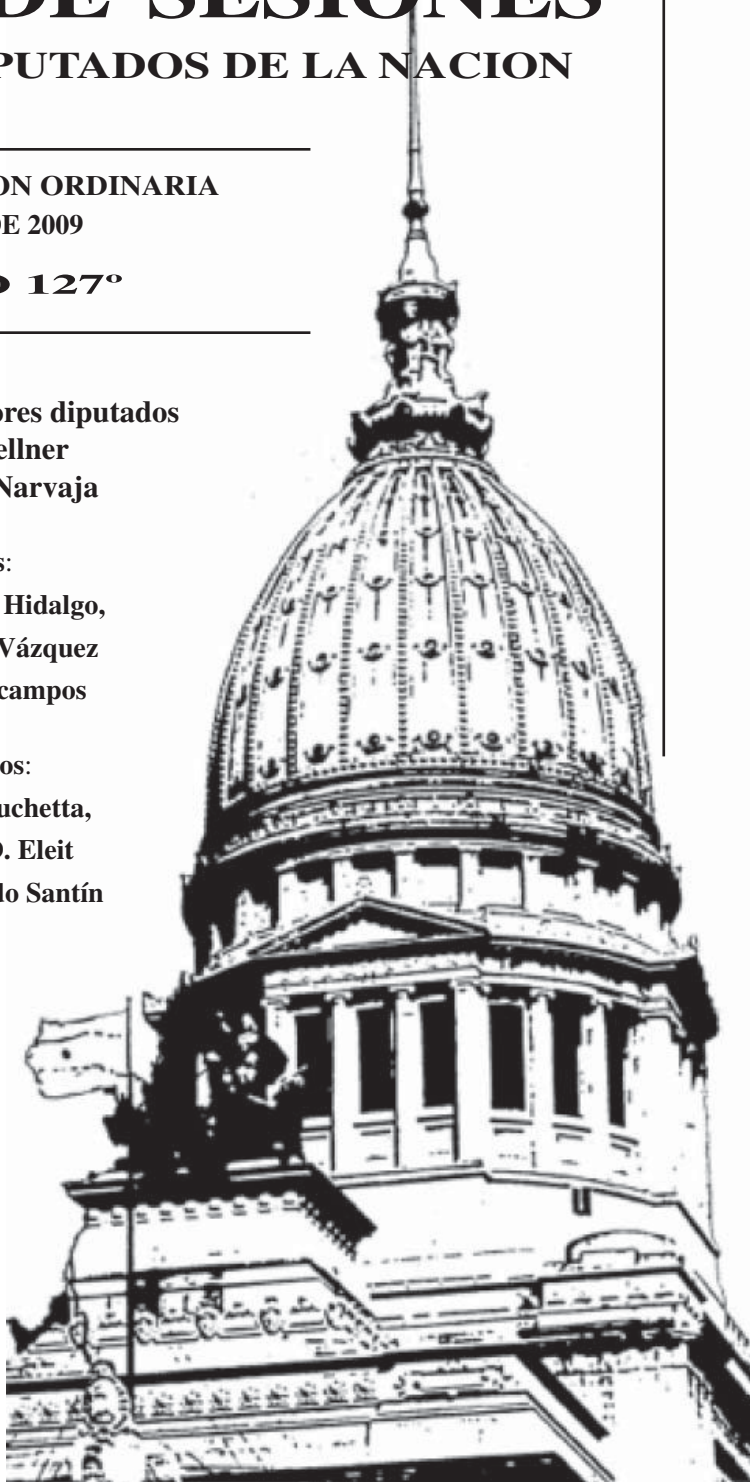 DE SESIONES
PUTADOS DE LA NACION
ON ORDINARIA
DE 2009
O 127º
ores diputados
ellner
Narvaja
s:
Hidalgo,
Vázquez
campos
os:
uchetta,
O. Eleit
do Santín